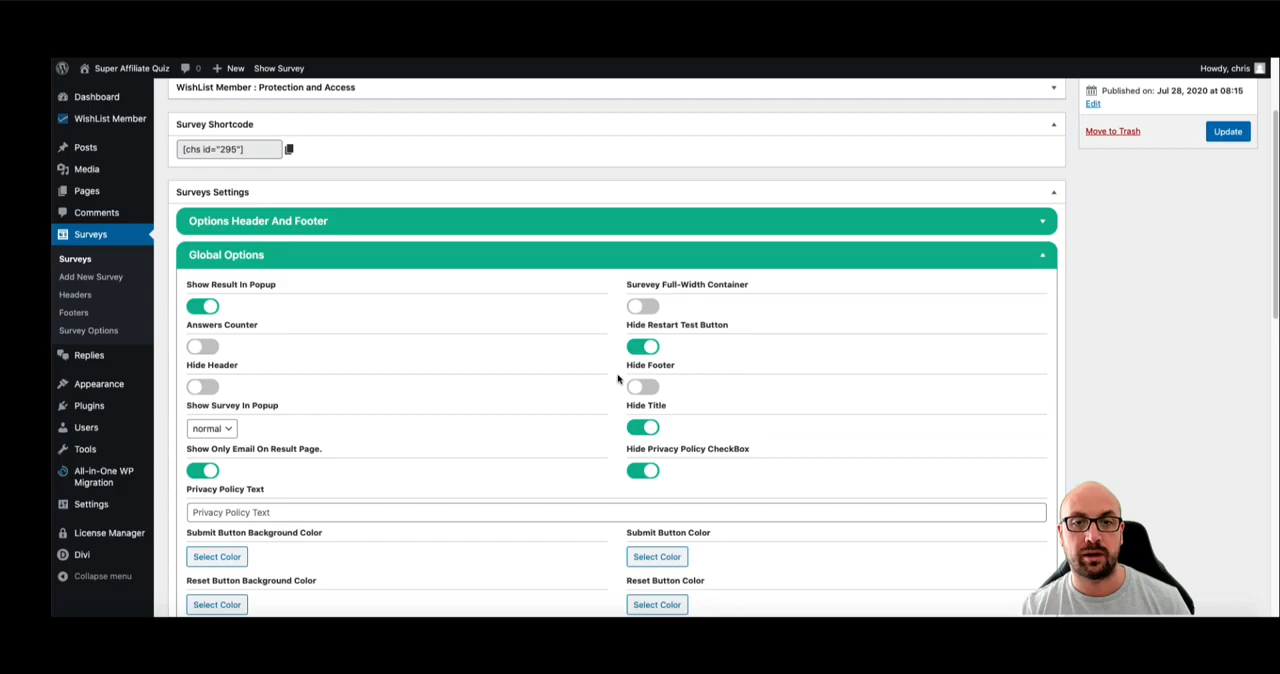 Super Affiliate Quiz 0 New Show Survey Howdy, chris
Dashboard
WishList Member
Posts
Media
Pages
Comments
Surveys
Surveys
Add New Survey
Headers
Footers
Survey Options
Replies
Appearance
Plugins
Users
Tools
All-in-One WP
Migration
Settings
License Manager
Divi
Collapse menu
WishList Member : Protection and Access
Survey Shortcode
[chs id="295"]
Surveys Settings
Options Header And Footer
Global Options
Show Result In Popup
Surevey Full-Width Container
Answers Counter
Hide Restart Test Button
Hide Header
Hide Footer
Show Survey In Popup
Hide Title
normal
Show Only Email On Result Page.
Hide Privacy Policy CheckBox
Privacy Policy Text
Privacy Policy Text
Submit Button Background Color
Submit Button Color
Select Color
Select Color
Reset Button Background Color
Reset Button Color
Select Color
Select Color
Published on: Jul 28, 2020 at 08:15
Edit
Move to Trash
Update